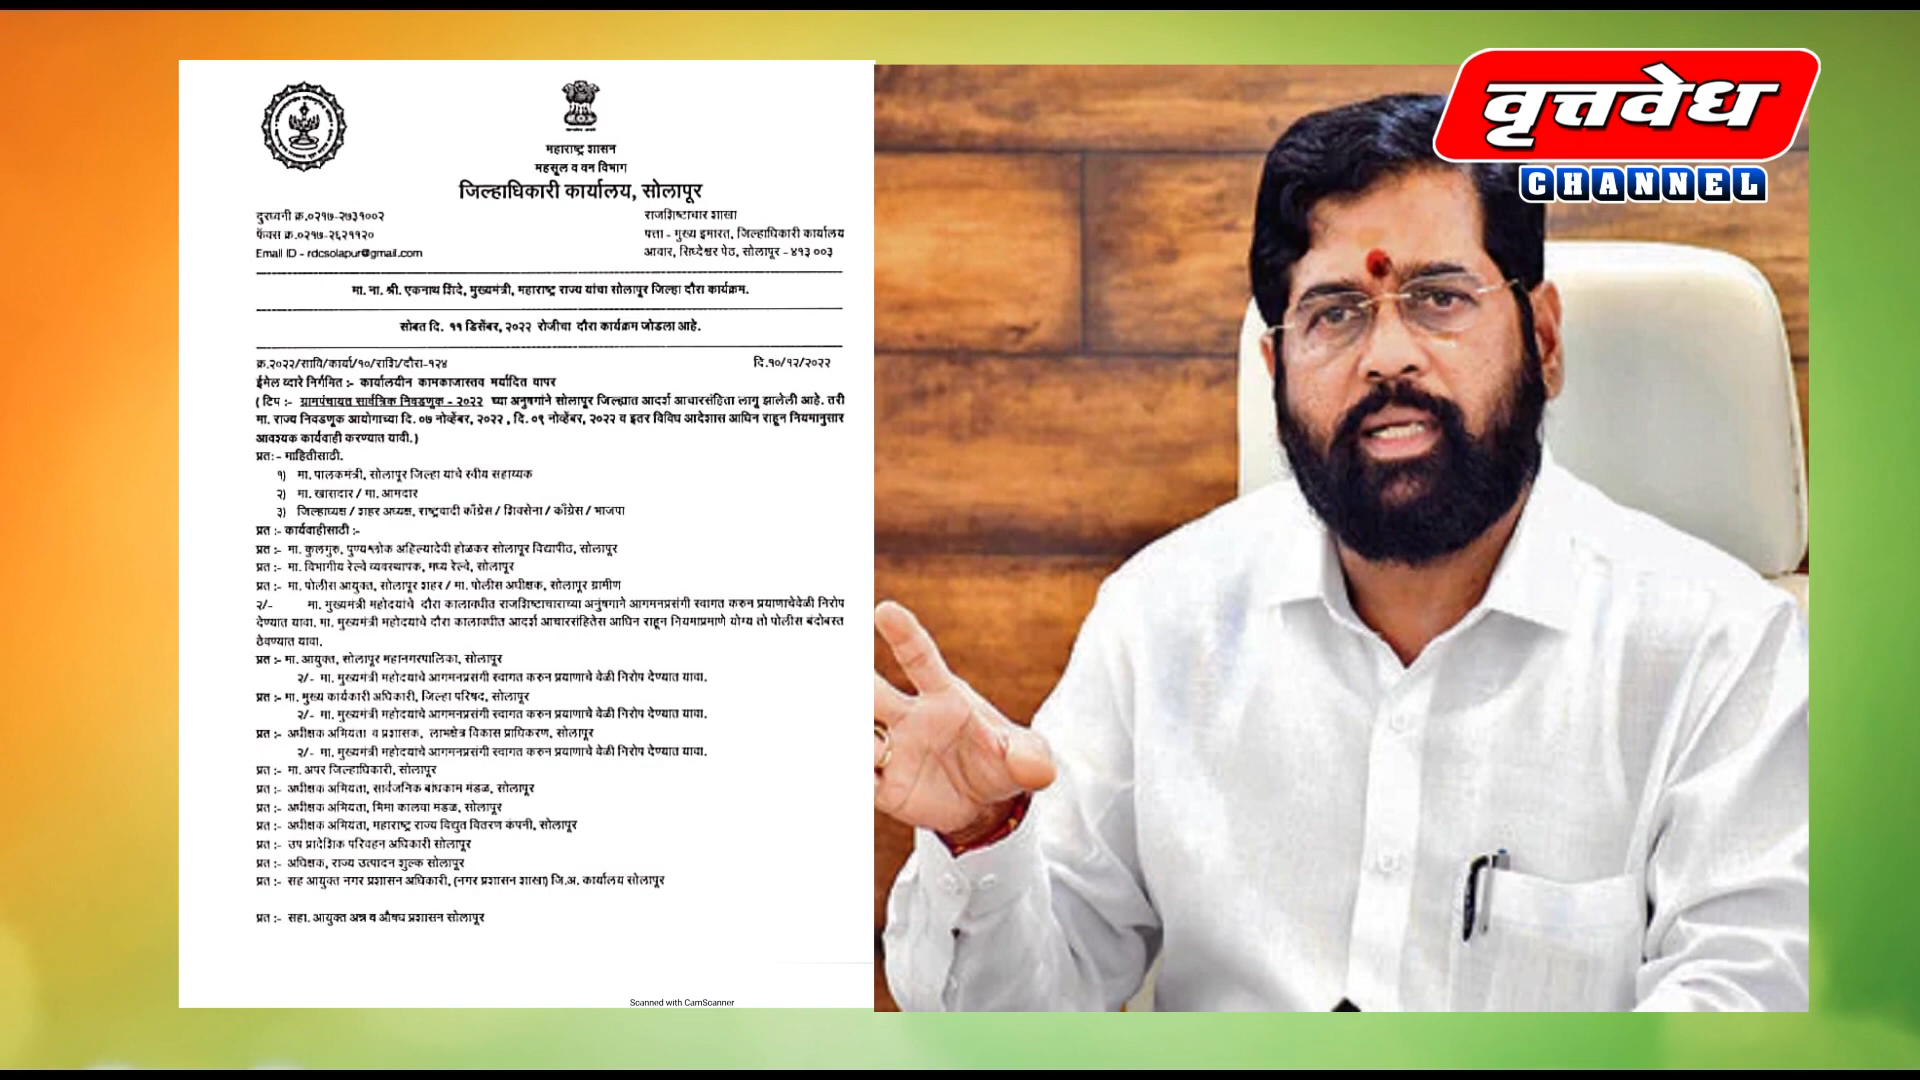 वृत्तवेध
CHANNEL
महाराष्ट्र शासन
महसूल व वन विभाग
जिल्हाधिकारी कार्यालय, सोलापूर
दुरध्वनी क्र.०२१७-२७३१००२
फॅक्स क्र.०२१७-२६२११२०
Email ID - rdcsolapur@gmail.com
राजशिष्टाचार शाखा
पत्ता - मुख्य इमारत, जिल्हाधिकारी कार्यालय
आवार, सिध्देश्वर पेठ, सोलापूर - ४१३ ००३
मा. ना. श्री. एकनाथ शिंदे, मुख्यमंत्री, महाराष्ट्र राज्य यांचा सोलापूर जिल्हा दौरा कार्यक्रम.
सोबत दि. ११ डिसेंबर, २०२२ रोजीचा दौरा कार्यक्रम जोडला आहे.
क्र.२०२२/सावि/कार्या/१०/राशि/दौरा-१२४ दि.१०/१२/२०२२
ईमेल व्दारे निर्गमित :- कार्यालयीन कामकाजास्तव मर्यादित वापर
( टिप :- ग्रामपंचायत सार्वत्रिक निवडणूक - २०२२ च्या अनुषगांने सोलापूर जिल्ह्यात आदर्श आचारसंहिता लागु झालेली आहे. तरी
मा. राज्य निवडणूक आयोगाच्या दि. ०७ नोव्हेंबर, २०२२ , दि. ०९ नोव्हेंबर, २०२२ व इतर विविध आदेशास आधिन राहून नियमानुसार
आवश्यक कार्यवाही करण्यात यावी. )
प्रत:- माहितीसाठी.
१) मा. पालकमंत्री, सोलापूर जिल्हा यांचे स्वीय सहाय्यक
२) मा. खासदार / मा. आमदार
३) जिल्हाध्यक्ष / शहर अध्यक्ष, राष्ट्रवादी काँग्रेस / शिवसेना / काँग्रेस / भाजपा
प्रत :- कार्यवाहीसाठी :-
प्रत :- मा. कुलगुरु, पुण्यश्लोक अहिल्यादेवी होळकर सोलापूर विद्यापीठ, सोलापूर
प्रत :- मा. विभागीय रेल्वे व्यवस्थापक, मध्य रेल्वे, सोलापूर
प्रत :- मा. पोलीस आयुक्त, सोलापूर शहर / मा. पोलीस अधीक्षक, सोलापूर ग्रामीण
२/- मा. मुख्यमंत्री महोदयांचे दौरा कालावधीत राजशिष्टाचाराच्या अनुंषगाने आगमनप्रसंगी स्वागत करुन प्रयाणाचेवेळी निरोप
देण्यात यावा. मा. मुख्यमंत्री महोदयांचे दौरा कालावधीत आदर्श आचारसंहितेस आधिन राहून नियमाप्रमाणे योग्य तो पोलीस बंदोबस्त
ठेवण्यात यावा.
प्रत :- मा. आयुक्त, सोलापूर महानगरपालिका, सोलापूर
२/- मा. मुख्यमंत्री महोदयांचे आगमनप्रसंगी स्वागत करुन प्रयाणाचे वेळी निरोप देण्यात यावा.
प्रत :- मा. मुख्य कार्यकारी अधिकारी, जिल्हा परिषद, सोलापूर
२/- मा. मुख्यमंत्री महोदयांचे आगमनप्रसंगी स्वागत करुन प्रयाणाचे वेळी निरोप देण्यात यावा.
प्रत :- अधीक्षक अभियंता व प्रशासक, लाभक्षेत्र विकास प्राधिकरण, सोलापूर
२/- मा. मुख्यमंत्री महोदयांचे आगमनप्रसंगी स्वागत करुन प्रयाणाचे वेळी निरोप देण्यात यावा.
प्रत :- मा. अपर जिल्हाधिकारी, सोलापूर
प्रत :- अधीक्षक अभियंता, सार्वजनिक बांधकाम मंडळ, सोलापूर
प्रत :- अधीक्षक अभियंता, भिमा कालवा मंडळ, सोलापूर
प्रत :- अधीक्षक अभियंता, महाराष्ट्र राज्य विद्युत वितरण कंपनी, सोलापूर
प्रत :- उप प्रादेशिक परिवहन अधिकारी सोलापूर
प्रत :- अधिक्षक, राज्य उत्पादन शुल्क सोलापूर
प्रत :- सह आयुक्त नगर प्रशासन अधिकारी, (नगर प्रशासन शाखा) जि.अ. कार्यालय सोलापूर
प्रत :- सहा. आयुक्त अन्न व औषध प्रशासन सोलापूर
Scanned with CamScanner